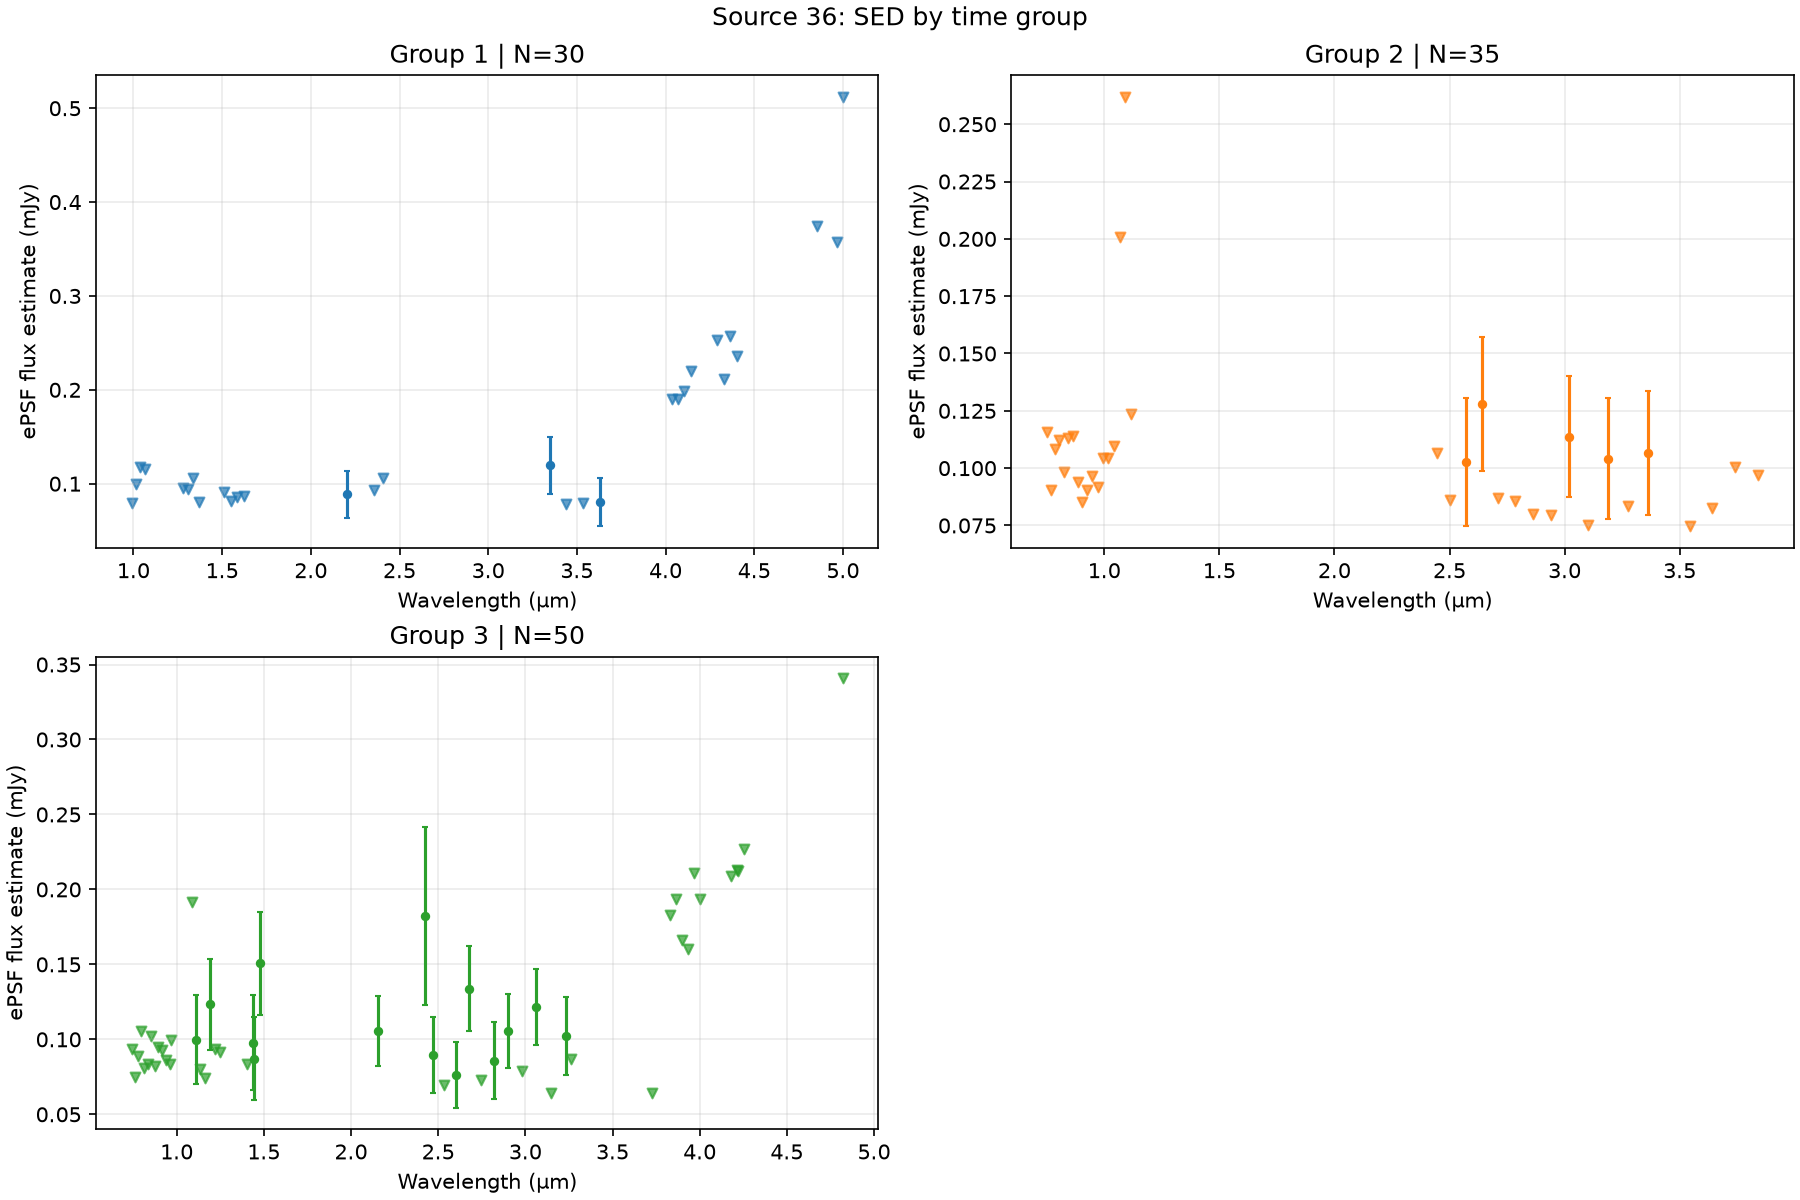 Source 36: SED by time group
Group 1 | N=30
ePSF flux estimate (mJy)
0.5
0.4
0.3
0.2
0.1
1.0 1.5 2.0 2.5 3.0 3.5 4.0 4.5 5.0
Wavelength (μm)
Group 2 | N=35
ePSF flux estimate (mJy)
0.250
0.225
0.200
0.175
0.150
0.125
0.100
0.075
1.0 1.5 2.0 2.5 3.0 3.5
Wavelength (μm)
Group 3 | N=50
ePSF flux estimate (mJy)
0.35
0.30
0.25
0.20
0.15
0.10
0.05
1.0 1.5 2.0 2.5 3.0 3.5 4.0 4.5 5.0
Wavelength (μm)